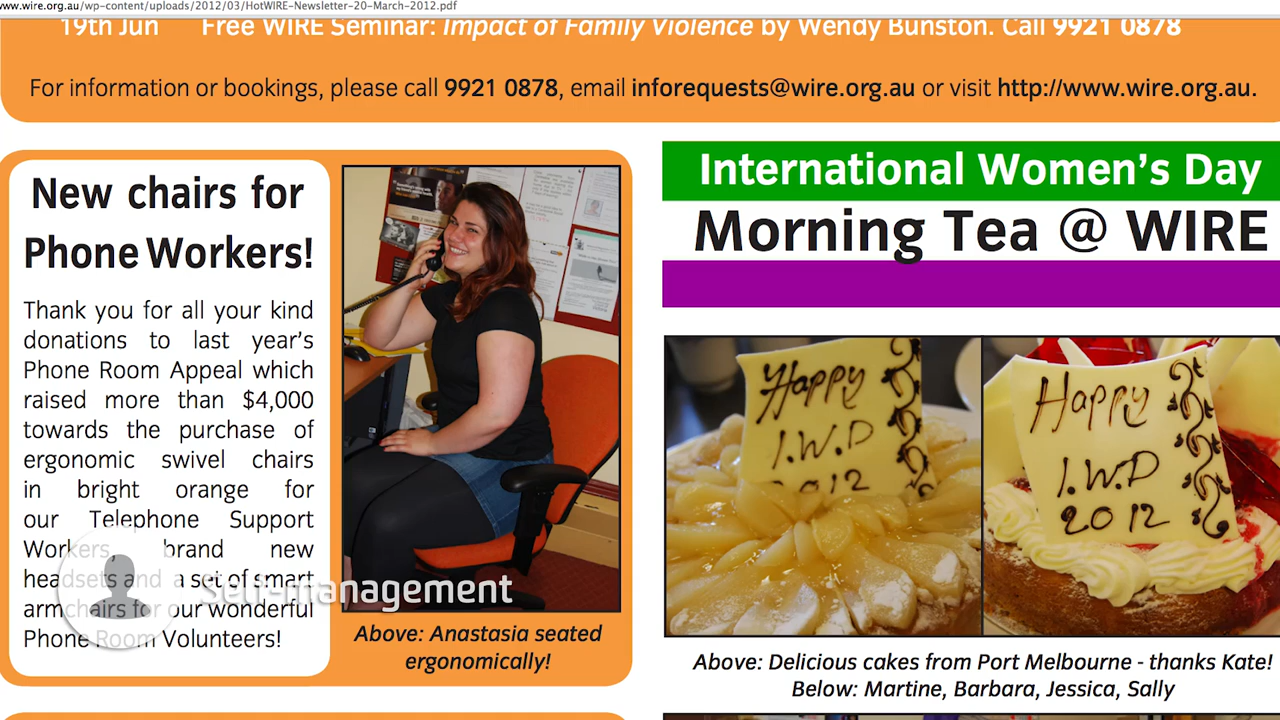 www.wire.org.au/wp-content/uploads/2012/03/HotWIRE-Newsletter-20-March-2012.pdf
19th Jun Free WIRE Seminar: Impact of Family Violence by Wendy Bunston. Call 9921 0878
For information or bookings, please call 9921 0878, email inforequests@wire.org.au or visit http://www.wire.org.au.
New chairs for
Phone Workers!
Thank you for all your kind
donations to last year's
Phone Room Appeal which
raised more than $4,000
towards the purchase of
ergonomic swivel chairs
in bright orange for
our Telephone Support
Workers, brand new
headsets and a set of smart
armchairs for our wonderful
Phone Room Volunteers!
Self-management
Above: Anastasia seated
ergonomically!
International Women's Day
Morning Tea @ WIRE
Happy
I.W.D
2012
Happy
I.W.D
2012
Above: Delicious cakes from Port Melbourne - thanks Kate!
Below: Martine, Barbara, Jessica, Sally